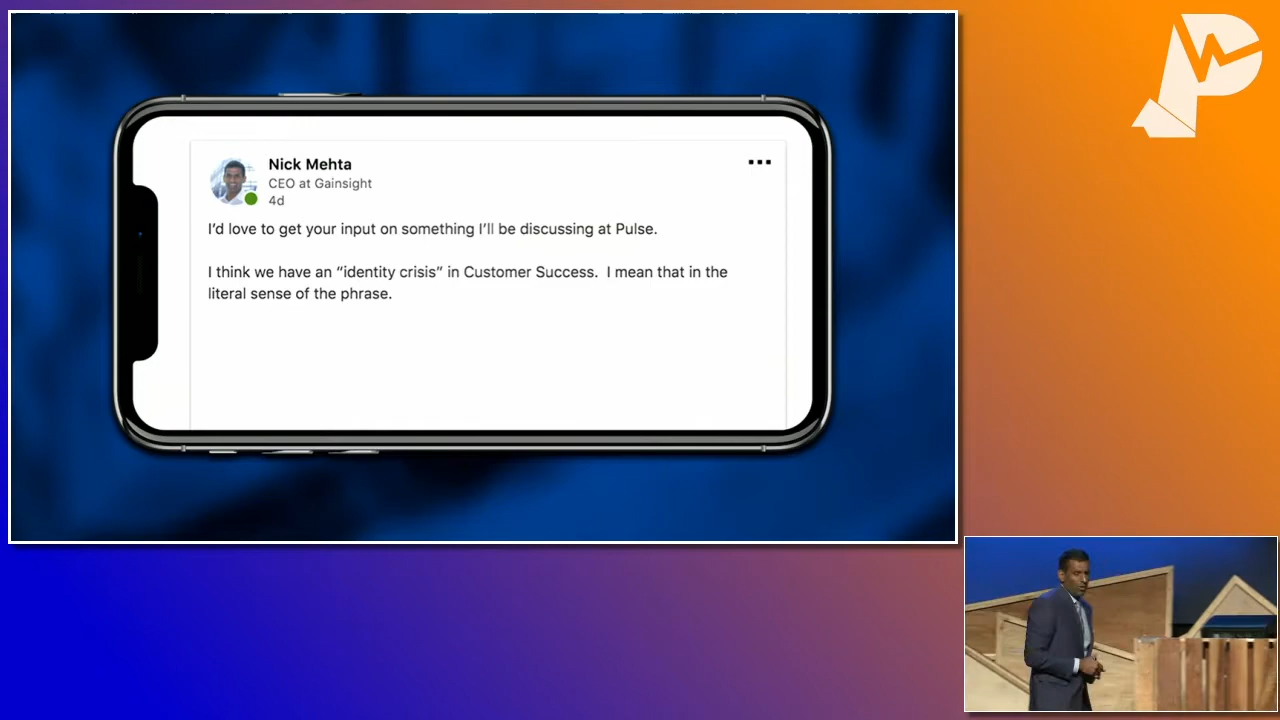 Nick Mehta
CEO at Gainsight
4d
I'd love to get your input on something I'll be discussing at Pulse.
I think we have an “identity crisis” in Customer Success.  I mean that in the
literal sense of the phrase.